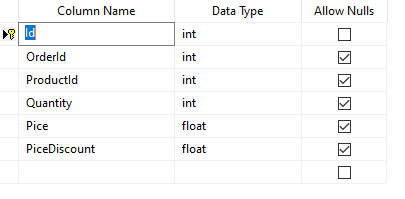 Column Name Data Type Allow Nulls
Id int
OrderId int
ProductId int
Quantity int
Pice float
PiceDiscount float